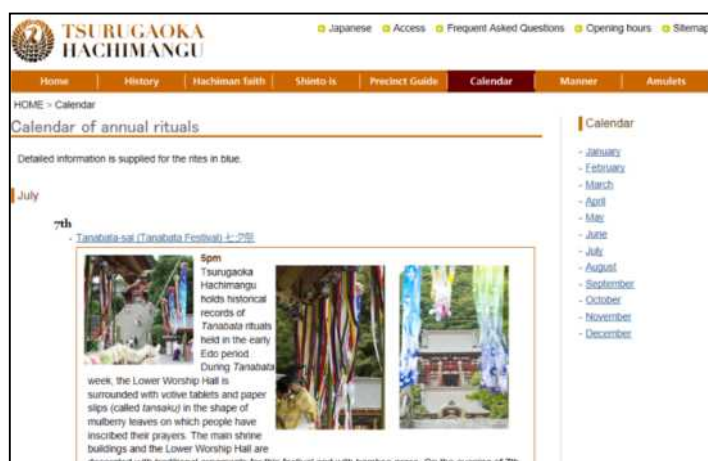 TSURUGAOKA
HACHIMANGU
Japanese Access Frequent Asked Questions Opening hours Sitemap
Home History Hachiman faith Shinto is Precinct Guide Calendar Manner Amulets
HOME > Calendar
Calendar of annual rituals
Detailed information is supplied for the rites in blue.
July
7th
- Tanabata-sai (Tanabata Festival) 七夕祭
5pm
Tsurugaoka
Hachimangu
holds historical
records of
Tanabata rituals
held in the early
Edo period.
During Tanabata
week, the Lower Worship Hall is
surrounded with votive tablets and paper
slips (called tansaku) in the shape of
mulberry leaves on which people have
inscribed their prayers. The main shrine
buildings and the Lower Worship Hall are
Calendar
- January
- February
- March
- April
- May
- June
- July
- August
- September
- October
- November
- December